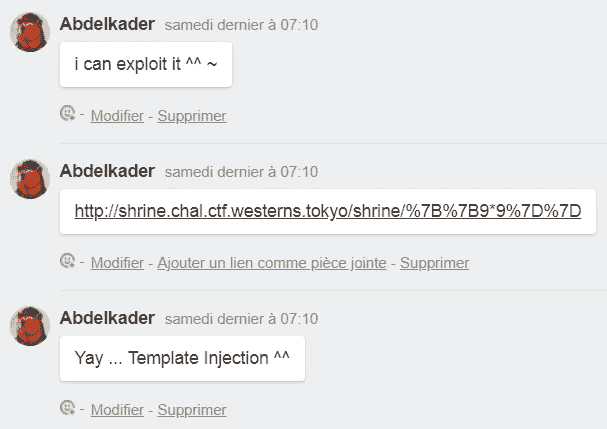 Abdelkader samedi dernier à 07:10
i can exploit it ^^ ~
- Modifier - Supprimer
Abdelkader samedi dernier à 07:10
http://shrine.chal.ctf.westerns.tokyo/shrine/%7B%7B9*9%7D%7D
- Modifier - Ajouter un lien comme pièce jointe - Supprimer
Abdelkader samedi dernier à 07:10
Yay ... Template Injection ^^
- Modifier - Supprimer